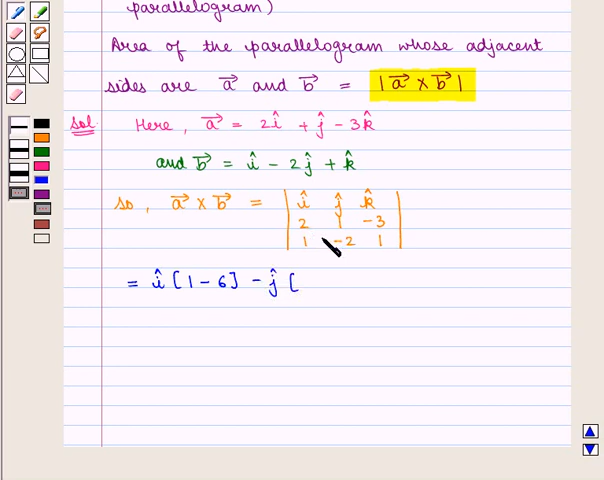 parallelogram)
Area of the parallelogram whose adjacent
sides are a⃗ and b⃗ = |a⃗ × b⃗|
Sol Here, a⃗ = 2î + ĵ - 3k̂
and b⃗ = î - 2ĵ + k̂
So, a⃗ × b⃗ = | î ĵ k̂ |
| 2 1 -3 |
| 1 -2 1 |
= î [1 - 6] - ĵ [